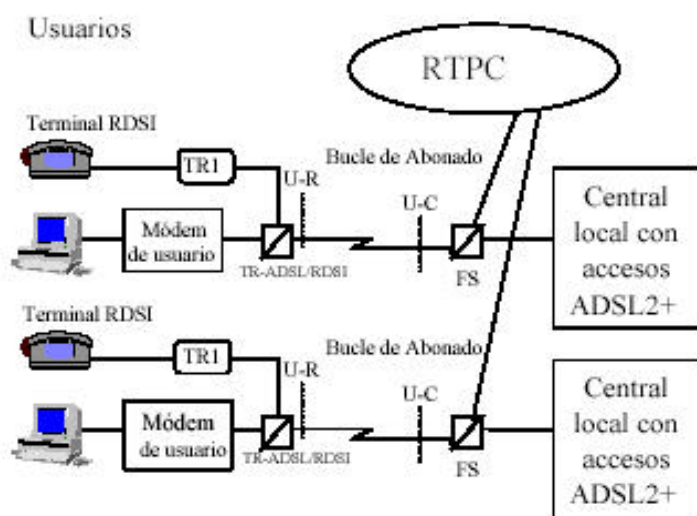 Usuarios
RTPC
Terminal RDSI
TR1
Bucle de Abonado
U-R
U-C
Módem
de usuario
TR-ADSL/RDSI
FS
Central
local con
accesos
ADSL2+
Terminal RDSI
TR1
Bucle de Abonado
U-R
U-C
Módem
de usuario
TR-ADSL/RDSI
FS
Central
local con
accesos
ADSL2+